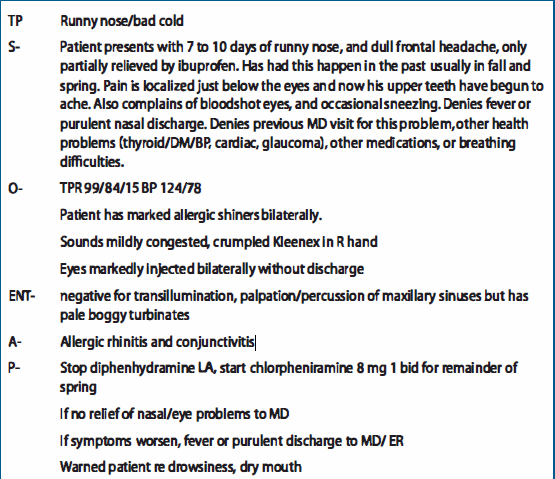 TP Runny nose/bad cold
S- Patient presents with 7 to 10 days of runny nose, and dull frontal headache, only
partially relieved by ibuprofen. Has had this happen in the past usually in fall and
spring. Pain is localized just below the eyes and now his upper teeth have begun to
ache. Also complains of bloodshot eyes, and occasional sneezing. Denies fever or
purulent nasal discharge. Denies previous MD visit for this problem, other health
problems (thyroid/DM/BP, cardiac, glaucoma), other medications, or breathing
difficulties.
O- TPR 99/84/15 BP 124/78
Patient has marked allergic shiners bilaterally.
Sounds mildly congested, crumpled Kleenex in R hand
Eyes markedly injected bilaterally without discharge
ENT- negative for transillumination, palpation/percussion of maxillary sinuses but has
pale boggy turbinates
A- Allergic rhinitis and conjunctivitis
P- Stop diphenhydramine LA, start chlorpheniramine 8 mg 1 bid for remainder of
spring
If no relief of nasal/eye problems to MD
If symptoms worsen, fever or purulent discharge to MD/ ER
Warned patient re drowsiness, dry mouth